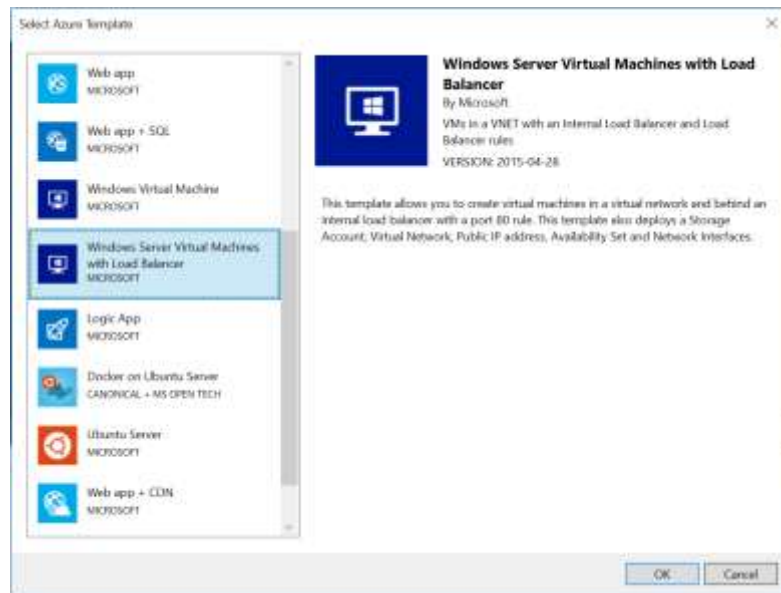 Select Azure Template
Web app
MICROSOFT
Web app + SQL
MICROSOFT
Windows Virtual Machine
MICROSOFT
Windows Server Virtual Machines
with Load Balancer
MICROSOFT
Logic App
MICROSOFT
Docker on Ubuntu Server
CANONICAL + MS OPEN TECH
Ubuntu Server
MICROSOFT
Web app + CDN
MICROSOFT
Windows Server Virtual Machines with Load
Balancer
By Microsoft
VMs in a VNET with an Internal Load Balancer and Load
Balancer rules
VERSION: 2015-04-28
This template allows you to create virtual machines in a virtual network and behind an
internal load balancer with a port 80 rule. This template also deploys a Storage
Account, Virtual Network, Public IP address, Availability Set and Network Interfaces.
OK
Cancel